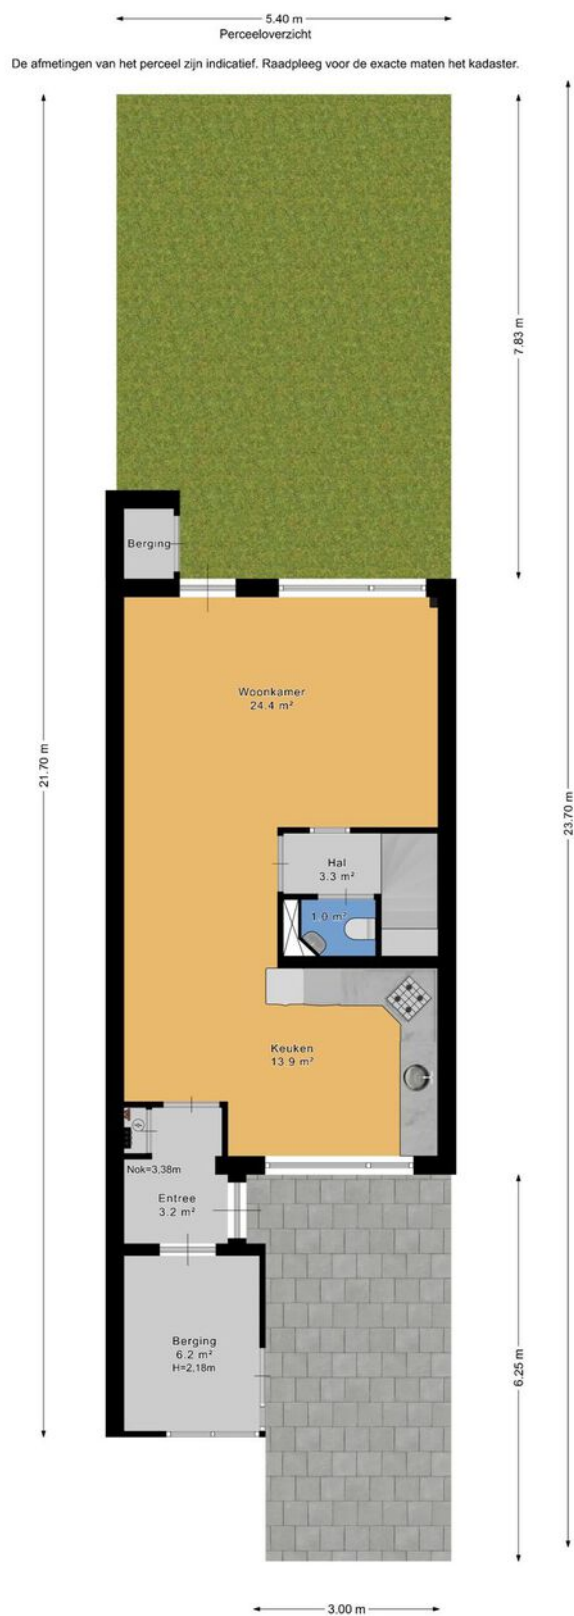 5.40 m
Perceeloverzicht
De afmetingen van het perceel zijn indicatief. Raadpleeg voor de exacte maten het kadaster.
7.83 m
Berging
Woonkamer
24.4 m²
21.70 m
23.70 m
Hal
3.3 m²
1.0 m²
Keuken
13.9 m²
Nok=3,38m
Entree
3.2 m²
Berging
6.2 m²
H=2,18m
6.25 m
3.00 m